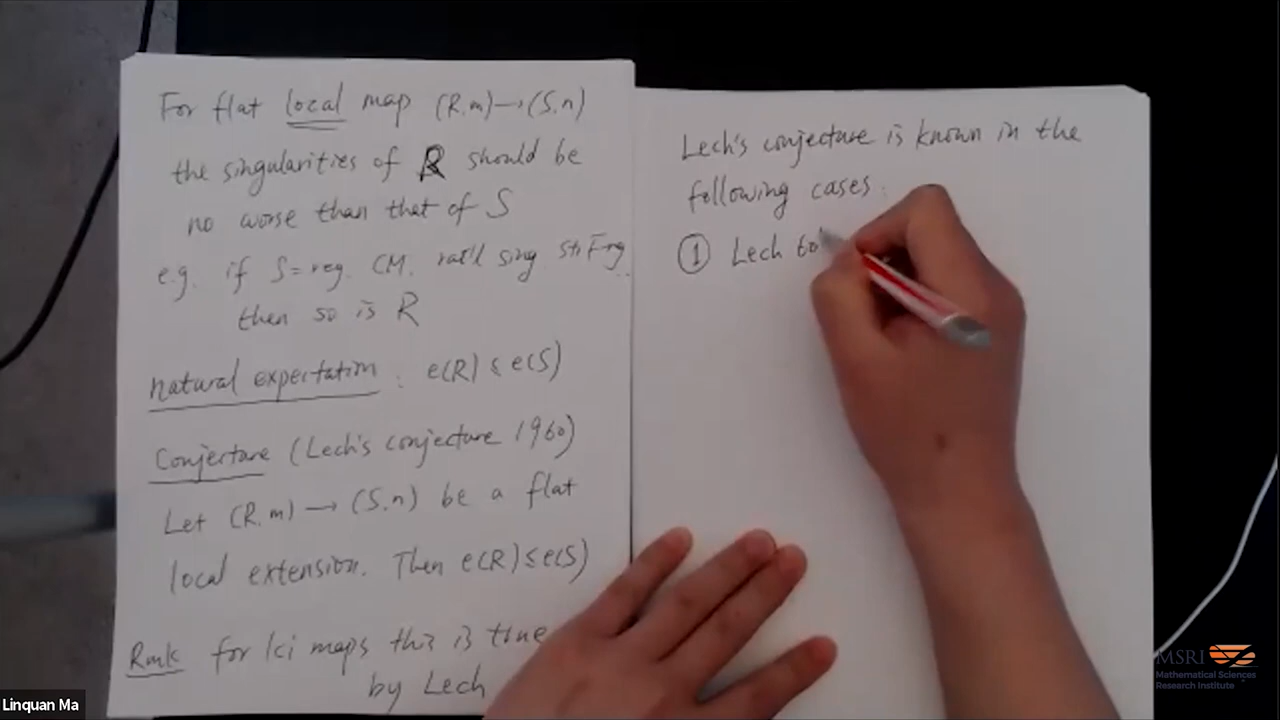 For flat local map (R.m)→(S.n)
the singularities of R should be
no worse than that of S
e.g. if S=reg. CM. rat'l sing. str F-reg.
then so is R
natural expectation : e(R) ≤ e(S)
Conjecture (Lech's conjecture 1960)
Let (R.m) → (S.n) be a flat
local extension. Then e(R) ≤ e(S)
Rmk for lci maps this is true
by Lech
Lech's conjecture is known in the
following cases:
① Lech 60'
Linquan Ma
MSRI
Mathematical Sciences
Research Institute